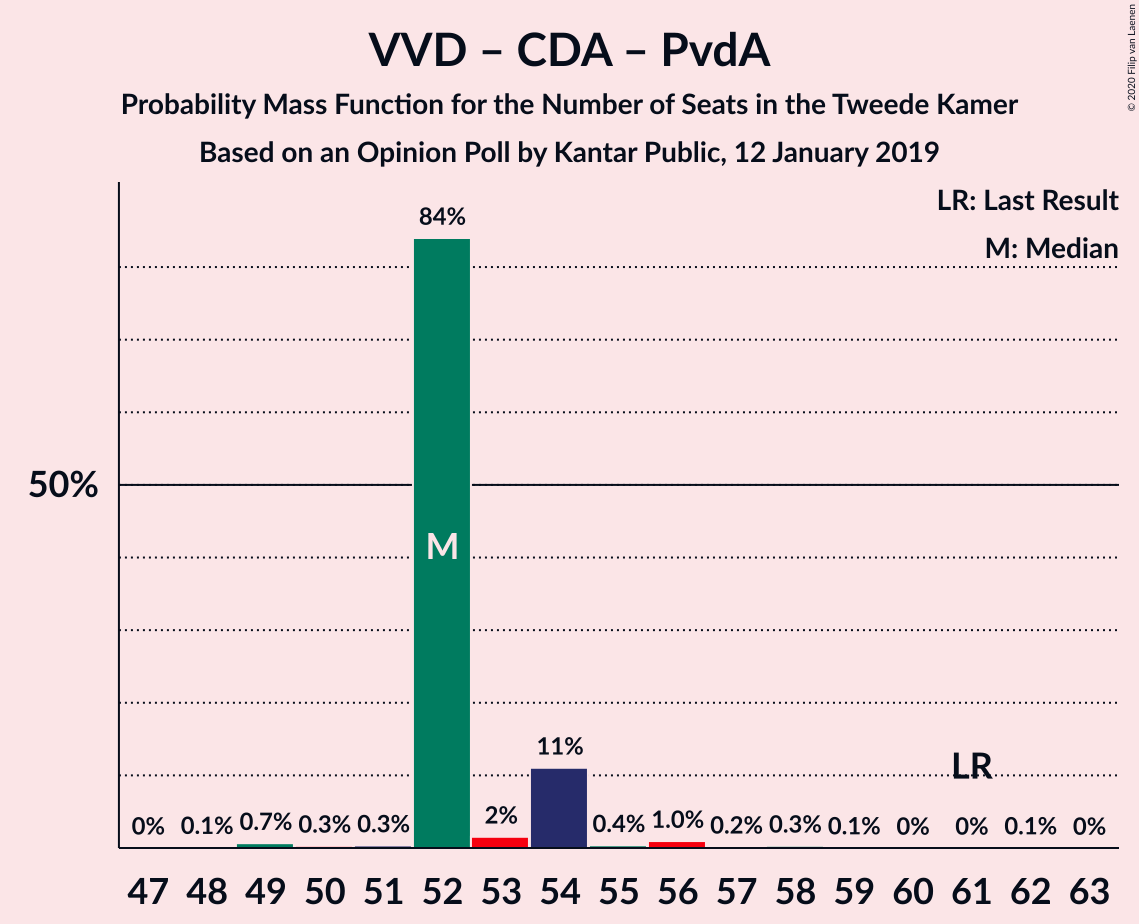 VVD – CDA – PvdA
Probability Mass Function for the Number of Seats in the Tweede Kamer
Based on an Opinion Poll by Kantar Public, 12 January 2019
© 2020 Filip van Laenen
LR: Last Result
M: Median
84%
50%
M
11%
LR
0% 0.1% 0.7% 0.3% 0.3% 2% 0.4% 1.0% 0.2% 0.3% 0.1% 0% 0% 0.1% 0%
47 48 49 50 51 52 53 54 55 56 57 58 59 60 61 62 63